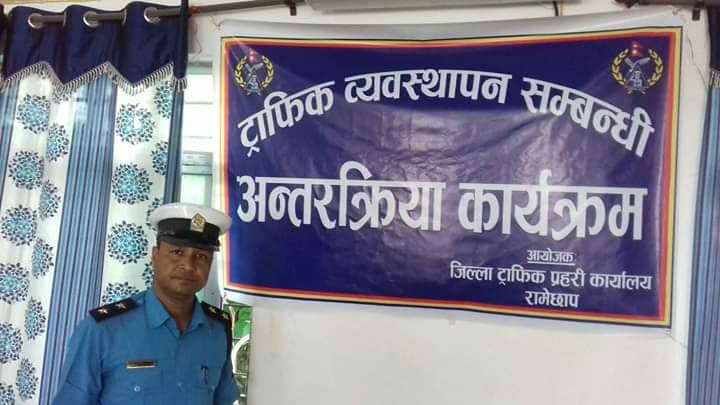 ट्राफिक व्यवस्थापन सम्बन्धी
अन्तरक्रिया कार्यक्रम
आयोजक:
जिल्ला ट्राफिक प्रहरी कार्यालय
रामेछाप